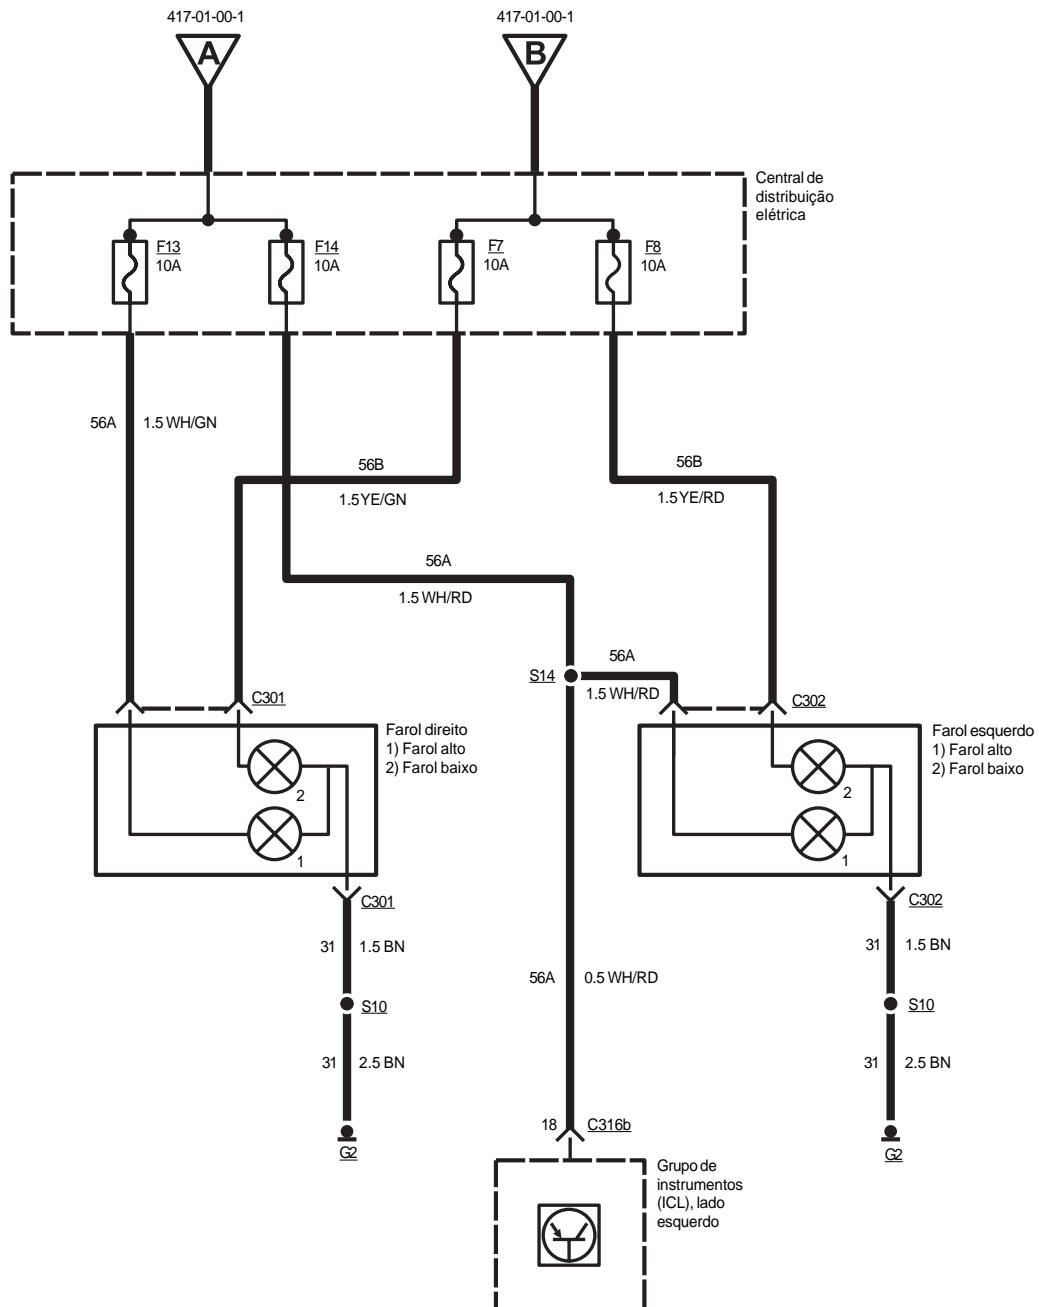 417-01-00-1
417-01-00-1
A
B
Central de
distribuição
elétrica
F13
10A
F14
10A
F7
10A
F8
10A
56A
1.5 WH/GN
56B
1.5 YE/GN
56B
1.5 YE/RD
56A
1.5 WH/RD
S14
56A
1.5 WH/RD
C301
C302
Farol direito
1) Farol alto
2) Farol baixo
2
1
Farol esquerdo
1) Farol alto
2) Farol baixo
2
1
C301
C302
31
1.5 BN
56A
0.5 WH/RD
31
1.5 BN
S10
S10
31
2.5 BN
31
2.5 BN
18
C316b
G2
G2
Grupo de
instrumentos
(ICL), lado
esquerdo